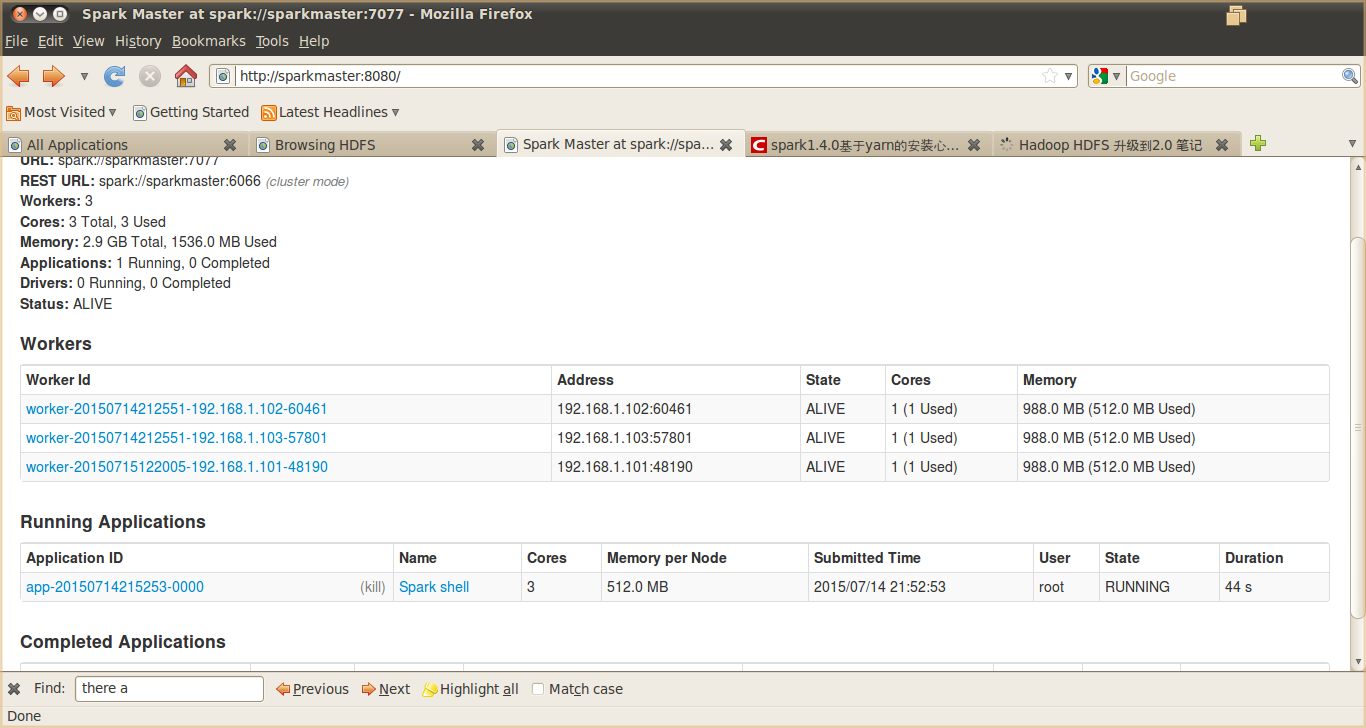 Spark Master at spark://sparkmaster:7077 - Mozilla Firefox
File Edit View History Bookmarks Tools Help
http://sparkmaster:8080/ Google
Most Visited Getting Started Latest Headlines
All Applications Browsing HDFS Spark Master at spark://spa... spark1.4.0基于yarn的安装心... Hadoop HDFS 升级到2.0 笔记
URL: spark://sparkmaster:7077
REST URL: spark://sparkmaster:6066 (cluster mode)
Workers: 3
Cores: 3 Total, 3 Used
Memory: 2.9 GB Total, 1536.0 MB Used
Applications: 1 Running, 0 Completed
Drivers: 0 Running, 0 Completed
Status: ALIVE
Workers
Worker Id Address State Cores Memory
worker-20150714212551-192.168.1.102-60461 192.168.1.102:60461 ALIVE 1 (1 Used) 988.0 MB (512.0 MB Used)
worker-20150714212551-192.168.1.103-57801 192.168.1.103:57801 ALIVE 1 (1 Used) 988.0 MB (512.0 MB Used)
worker-20150715122005-192.168.1.101-48190 192.168.1.101:48190 ALIVE 1 (1 Used) 988.0 MB (512.0 MB Used)
Running Applications
Application ID Name Cores Memory per Node Submitted Time User State Duration
app-20150714215253-0000 (kill) Spark shell 3 512.0 MB 2015/07/14 21:52:53 root RUNNING 44 s
Completed Applications
Find: there a Previous Next Highlight all Match case
Done